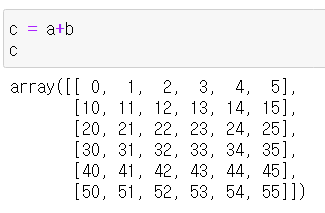 c = a+b
c
array([[ 0,  1,  2,  3,  4,  5],
       [10, 11, 12, 13, 14, 15],
       [20, 21, 22, 23, 24, 25],
       [30, 31, 32, 33, 34, 35],
       [40, 41, 42, 43, 44, 45],
       [50, 51, 52, 53, 54, 55]])